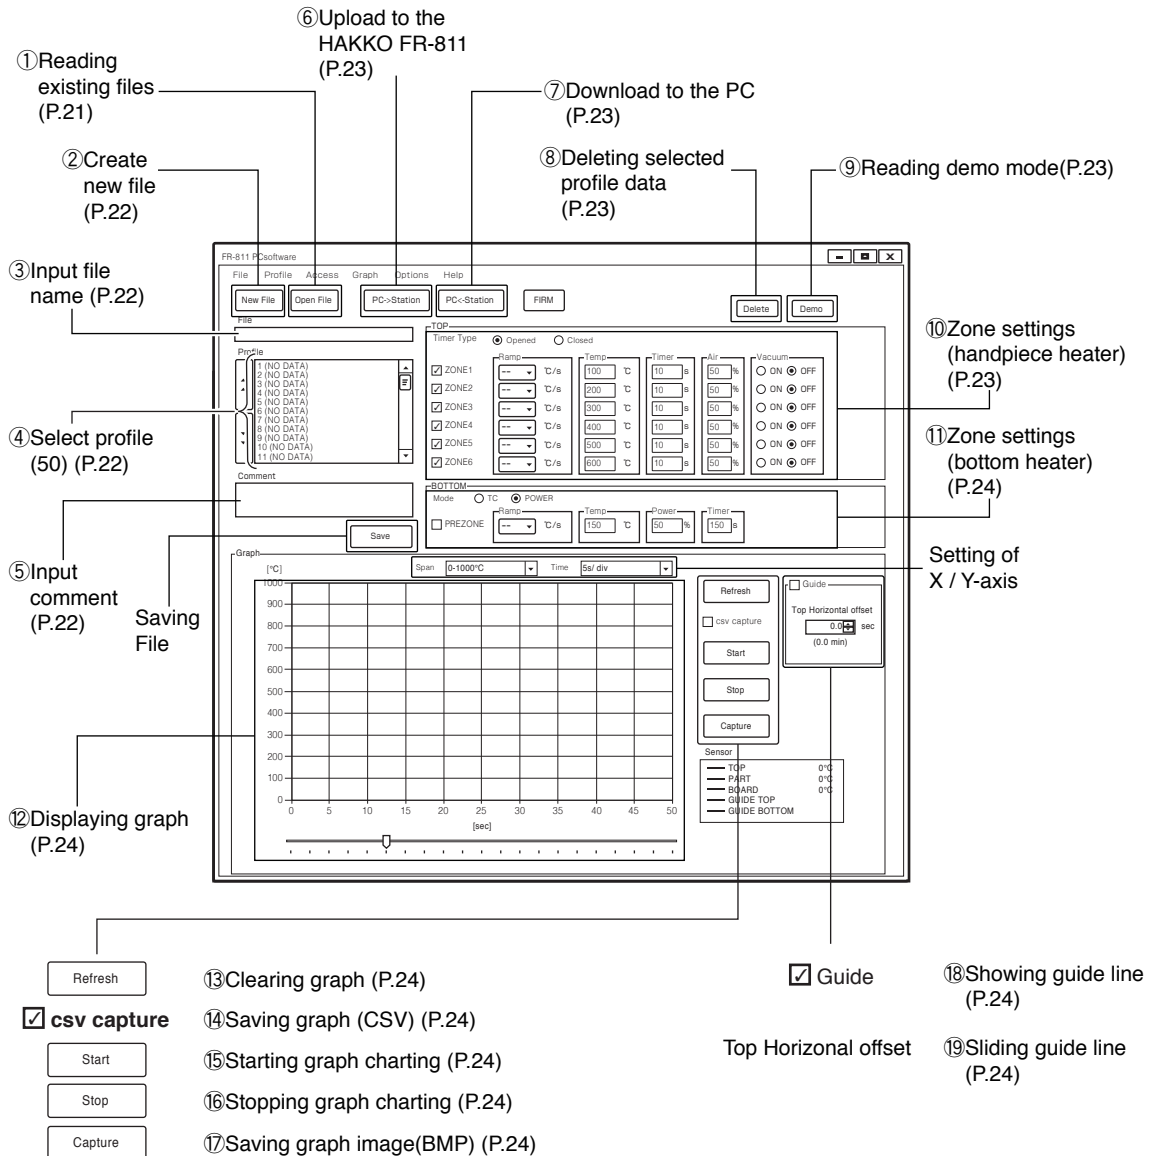 ⑥Upload to the
HAKKO FR-811
(P.23)
①Reading
existing files
(P.21)
⑦Download to the PC
(P.23)
②Create
new file
(P.22)
⑧Deleting selected
profile data
(P.23)
⑨Reading demo mode(P.23)
③Input file
name (P.22)
FR-811 PCsoftware
File Profile Access Graph Options Help
New File Open File PC->Station PC<-Station FIRM Delete Demo
File
Profile
1 (NO DATA)
2 (NO DATA)
3 (NO DATA)
4 (NO DATA)
5 (NO DATA)
6 (NO DATA)
7 (NO DATA)
8 (NO DATA)
9 (NO DATA)
10 (NO DATA)
11 (NO DATA)
Comment
Save
TOP
Timer Type Opened Closed
Ramp Temp Timer Air Vacuum
ZONE1 -- ℃/s 100 ℃ 10 s 50 % ON OFF
ZONE2 -- ℃/s 200 ℃ 10 s 50 % ON OFF
ZONE3 -- ℃/s 300 ℃ 10 s 50 % ON OFF
ZONE4 -- ℃/s 400 ℃ 10 s 50 % ON OFF
ZONE5 -- ℃/s 500 ℃ 10 s 50 % ON OFF
ZONE6 -- ℃/s 600 ℃ 10 s 50 % ON OFF
BOTTOM
Mode TC POWER
Ramp Temp Power Timer
PREZONE -- ℃/s 150 ℃ 50 % 150 s
⑩Zone settings
(handpiece heater)
(P.23)
④Select profile
(50) (P.22)
⑪Zone settings
(bottom heater)
(P.24)
⑤Input
comment
(P.22)
Saving
File
Setting of
X / Y-axis
Graph
[°C] Span 0-1000°C Time 5s/ div
1000
900
800
700
600
500
400
300
200
100
0
0 5 10 15 20 25 30 35 40 45 50
[sec]
Refresh
csv capture
Start
Stop
Capture
Guide
Top Horizontal offset
0.0 sec
(0.0 min)
Sensor
TOP 0°C
PART 0°C
BOARD 0°C
GUIDE TOP
GUIDE BOTTOM
⑫Displaying graph
(P.24)
Refresh ⑬Clearing graph (P.24)
csv capture ⑭Saving graph (CSV) (P.24)
Start ⑮Starting graph charting (P.24)
Stop ⑯Stopping graph charting (P.24)
Capture ⑰Saving graph image(BMP) (P.24)
Guide ⑱Showing guide line
(P.24)
Top Horizonal offset ⑲Sliding guide line
(P.24)